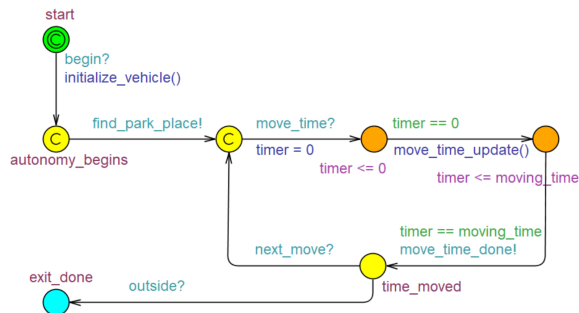 start
C
begin?
initialize_vehicle()
find_park_place!
C
autonomy_begins
C
move_time?
timer = 0
timer <= 0
timer == 0
move_time_update()
timer <= moving_time
timer == moving_time
move_time_done!
next_move?
time_moved
exit_done
outside?